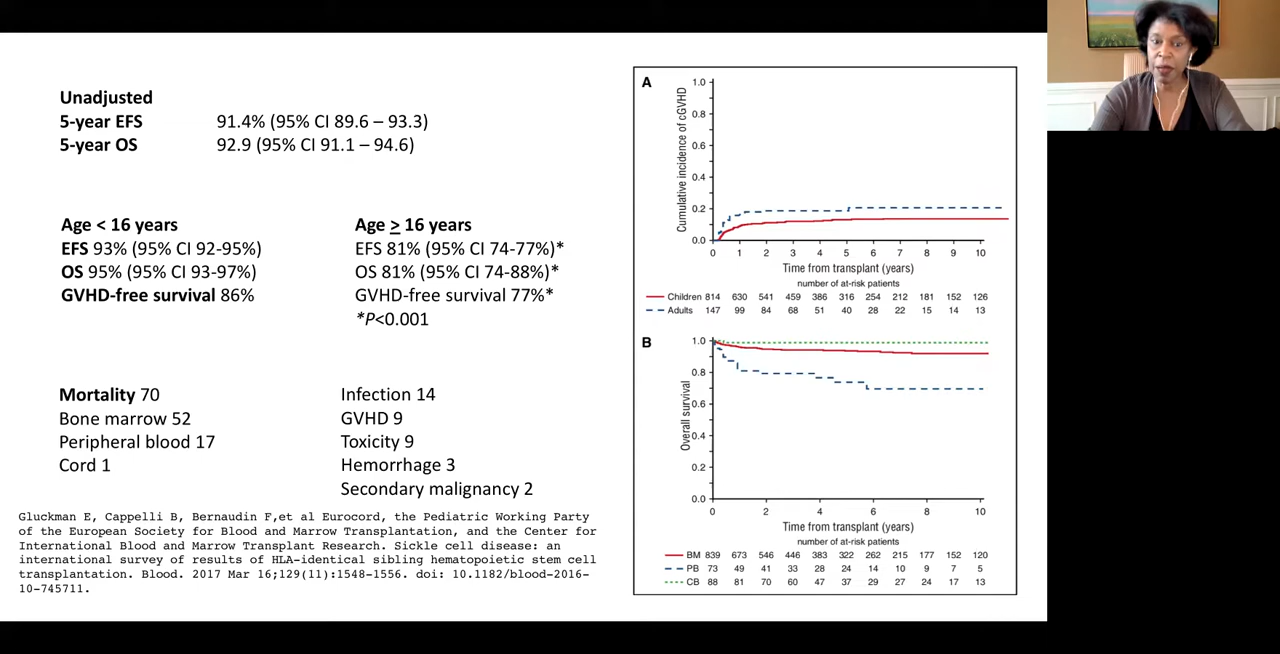 Unadjusted
5-year EFS 91.4% (95% CI 89.6 – 93.3)
5-year OS 92.9 (95% CI 91.1 – 94.6)
Age < 16 years
EFS 93% (95% CI 92-95%)
OS 95% (95% CI 93-97%)
GVHD-free survival 86%
Age > 16 years
EFS 81% (95% CI 74-77%)*
OS 81% (95% CI 74-88%)*
GVHD-free survival 77%*
*P<0.001
Mortality 70
Bone marrow 52
Peripheral blood 17
Cord 1
Infection 14
GVHD 9
Toxicity 9
Hemorrhage 3
Secondary malignancy 2
Gluckman E, Cappelli B, Bernaudin F,et al Eurocord, the Pediatric Working Party
of the European Society for Blood and Marrow Transplantation, and the Center for
International Blood and Marrow Transplant Research. Sickle cell disease: an
international survey of results of HLA-identical sibling hematopoietic stem cell
transplantation. Blood. 2017 Mar 16;129(11):1548-1556. doi: 10.1182/blood-2016-
10-745711.
A
Cumulative incidence of cGVHD
1.0
0.8
0.6
0.4
0.2
0.0
0 1 2 3 4 5 6 7 8 9 10
Time from transplant (years)
number of at-risk patients
Children 814 630 541 459 386 316 254 212 181 152 126
Adults 147 99 84 68 51 40 28 22 15 14 13
B
Overall survival
1.0
0.8
0.6
0.4
0.2
0.0
0 2 4 6 8 10
Time from transplant (years)
number of at-risk patients
BM 839 673 546 446 383 322 262 215 177 152 120
PB 73 49 41 33 28 24 14 10 9 7 5
CB 88 81 70 60 47 37 29 27 24 17 13